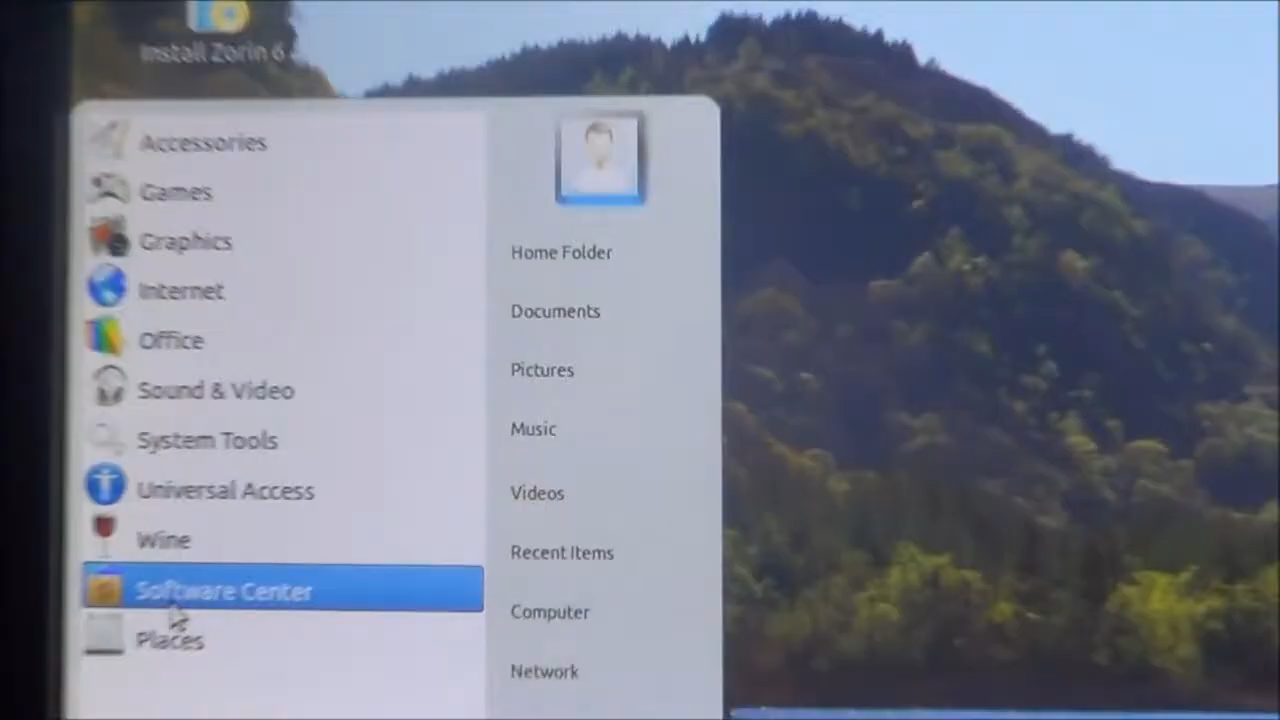 Install Zorin 6
Accessories
Games
Graphics
Internet
Office
Sound & Video
System Tools
Universal Access
Wine
Software Center
Places
Home Folder
Documents
Pictures
Music
Videos
Recent Items
Computer
Network